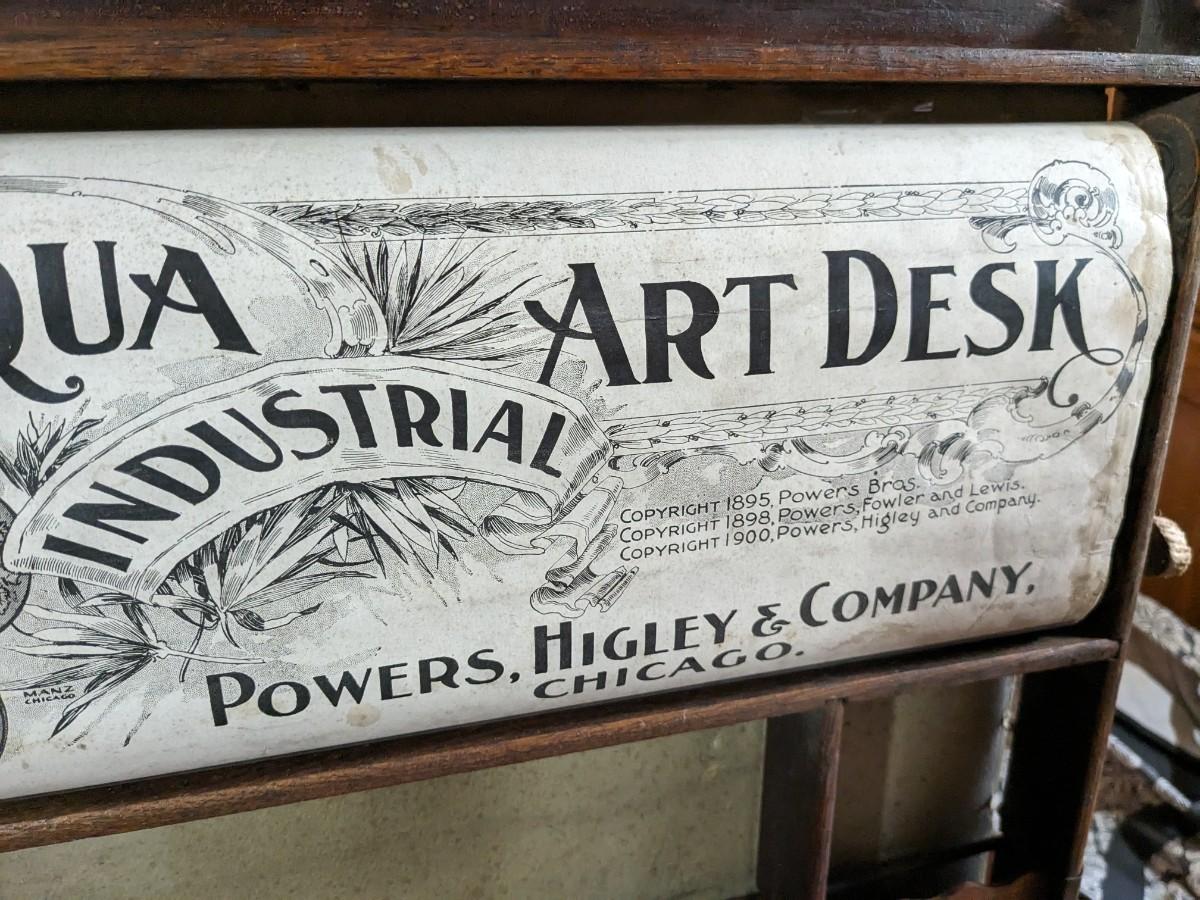 QUA ART DESK
INDUSTRIAL
COPYRIGHT 1895, POWERS BROS.
COPYRIGHT 1898, POWERS, FOWLER AND LEWIS.
COPYRIGHT 1900, POWERS, HIGLEY AND COMPANY.
POWERS, HIGLEY & COMPANY,
CHICAGO.
MANZ
CHICAGO